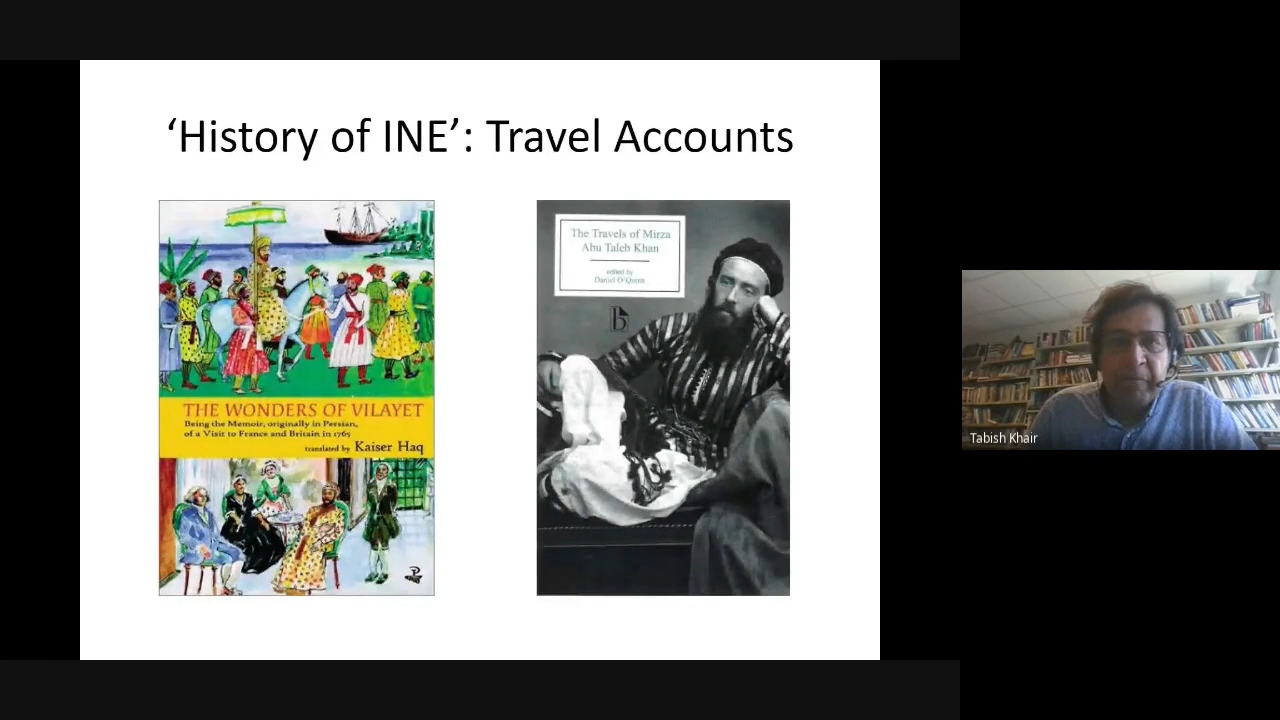 ‘History of INE’: Travel Accounts
THE WONDERS OF VILAYET
Being the Memoir, originally in Persian,
of a Visit to France and Britain in 1765
translated by Kaiser Haq
The Travels of Mirza
Abu Taleb Khan
edited by
Daniel O'Quinn
b
Tabish Khair